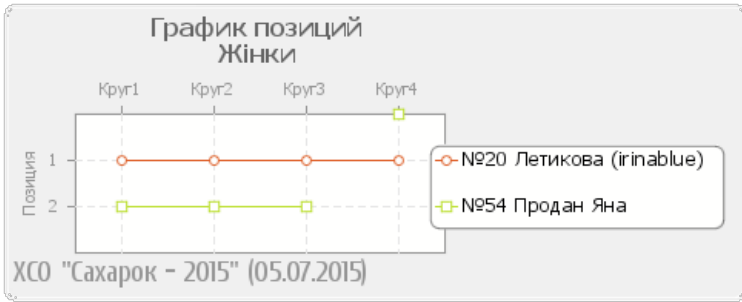 График позиций
Жінки
Круг1 Круг2 Круг3 Круг4
Позиция
1
2
№20 Летикова (irinablue)
№54 Продан Яна
ХСО "Сахарок - 2015" (05.07.2015)